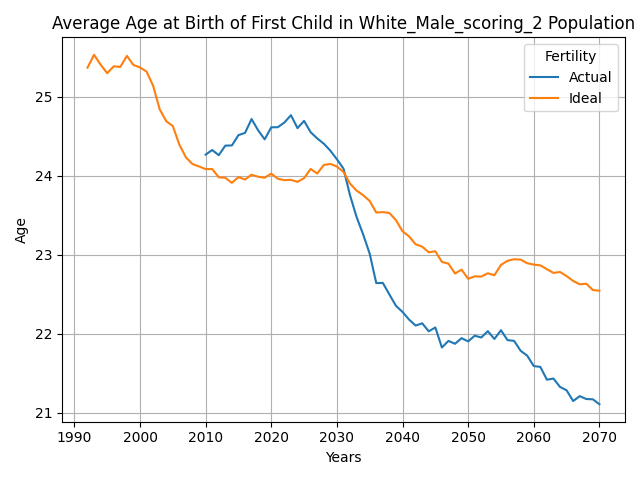 Average Age at Birth of First Child in White_Male_scoring_2 Population
Fertility
Actual
Ideal
Age
25
24
23
22
21
1990
2000
2010
2020
2030
2040
2050
2060
2070
Years